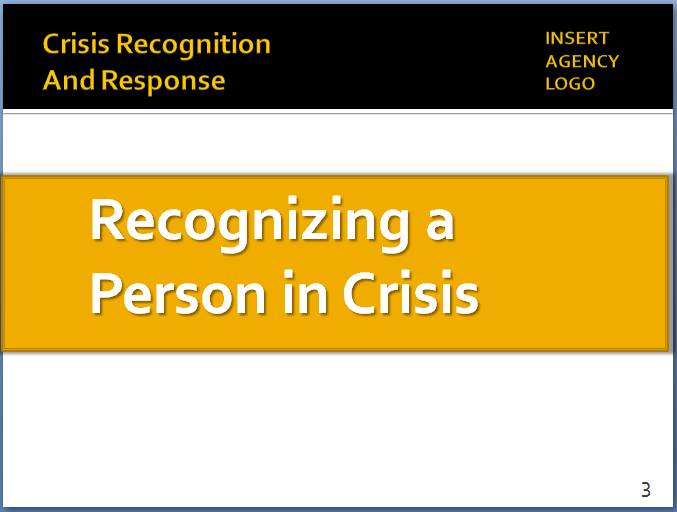 Crisis Recognition
And Response
INSERT
AGENCY
LOGO
Recognizing a
Person in Crisis
3